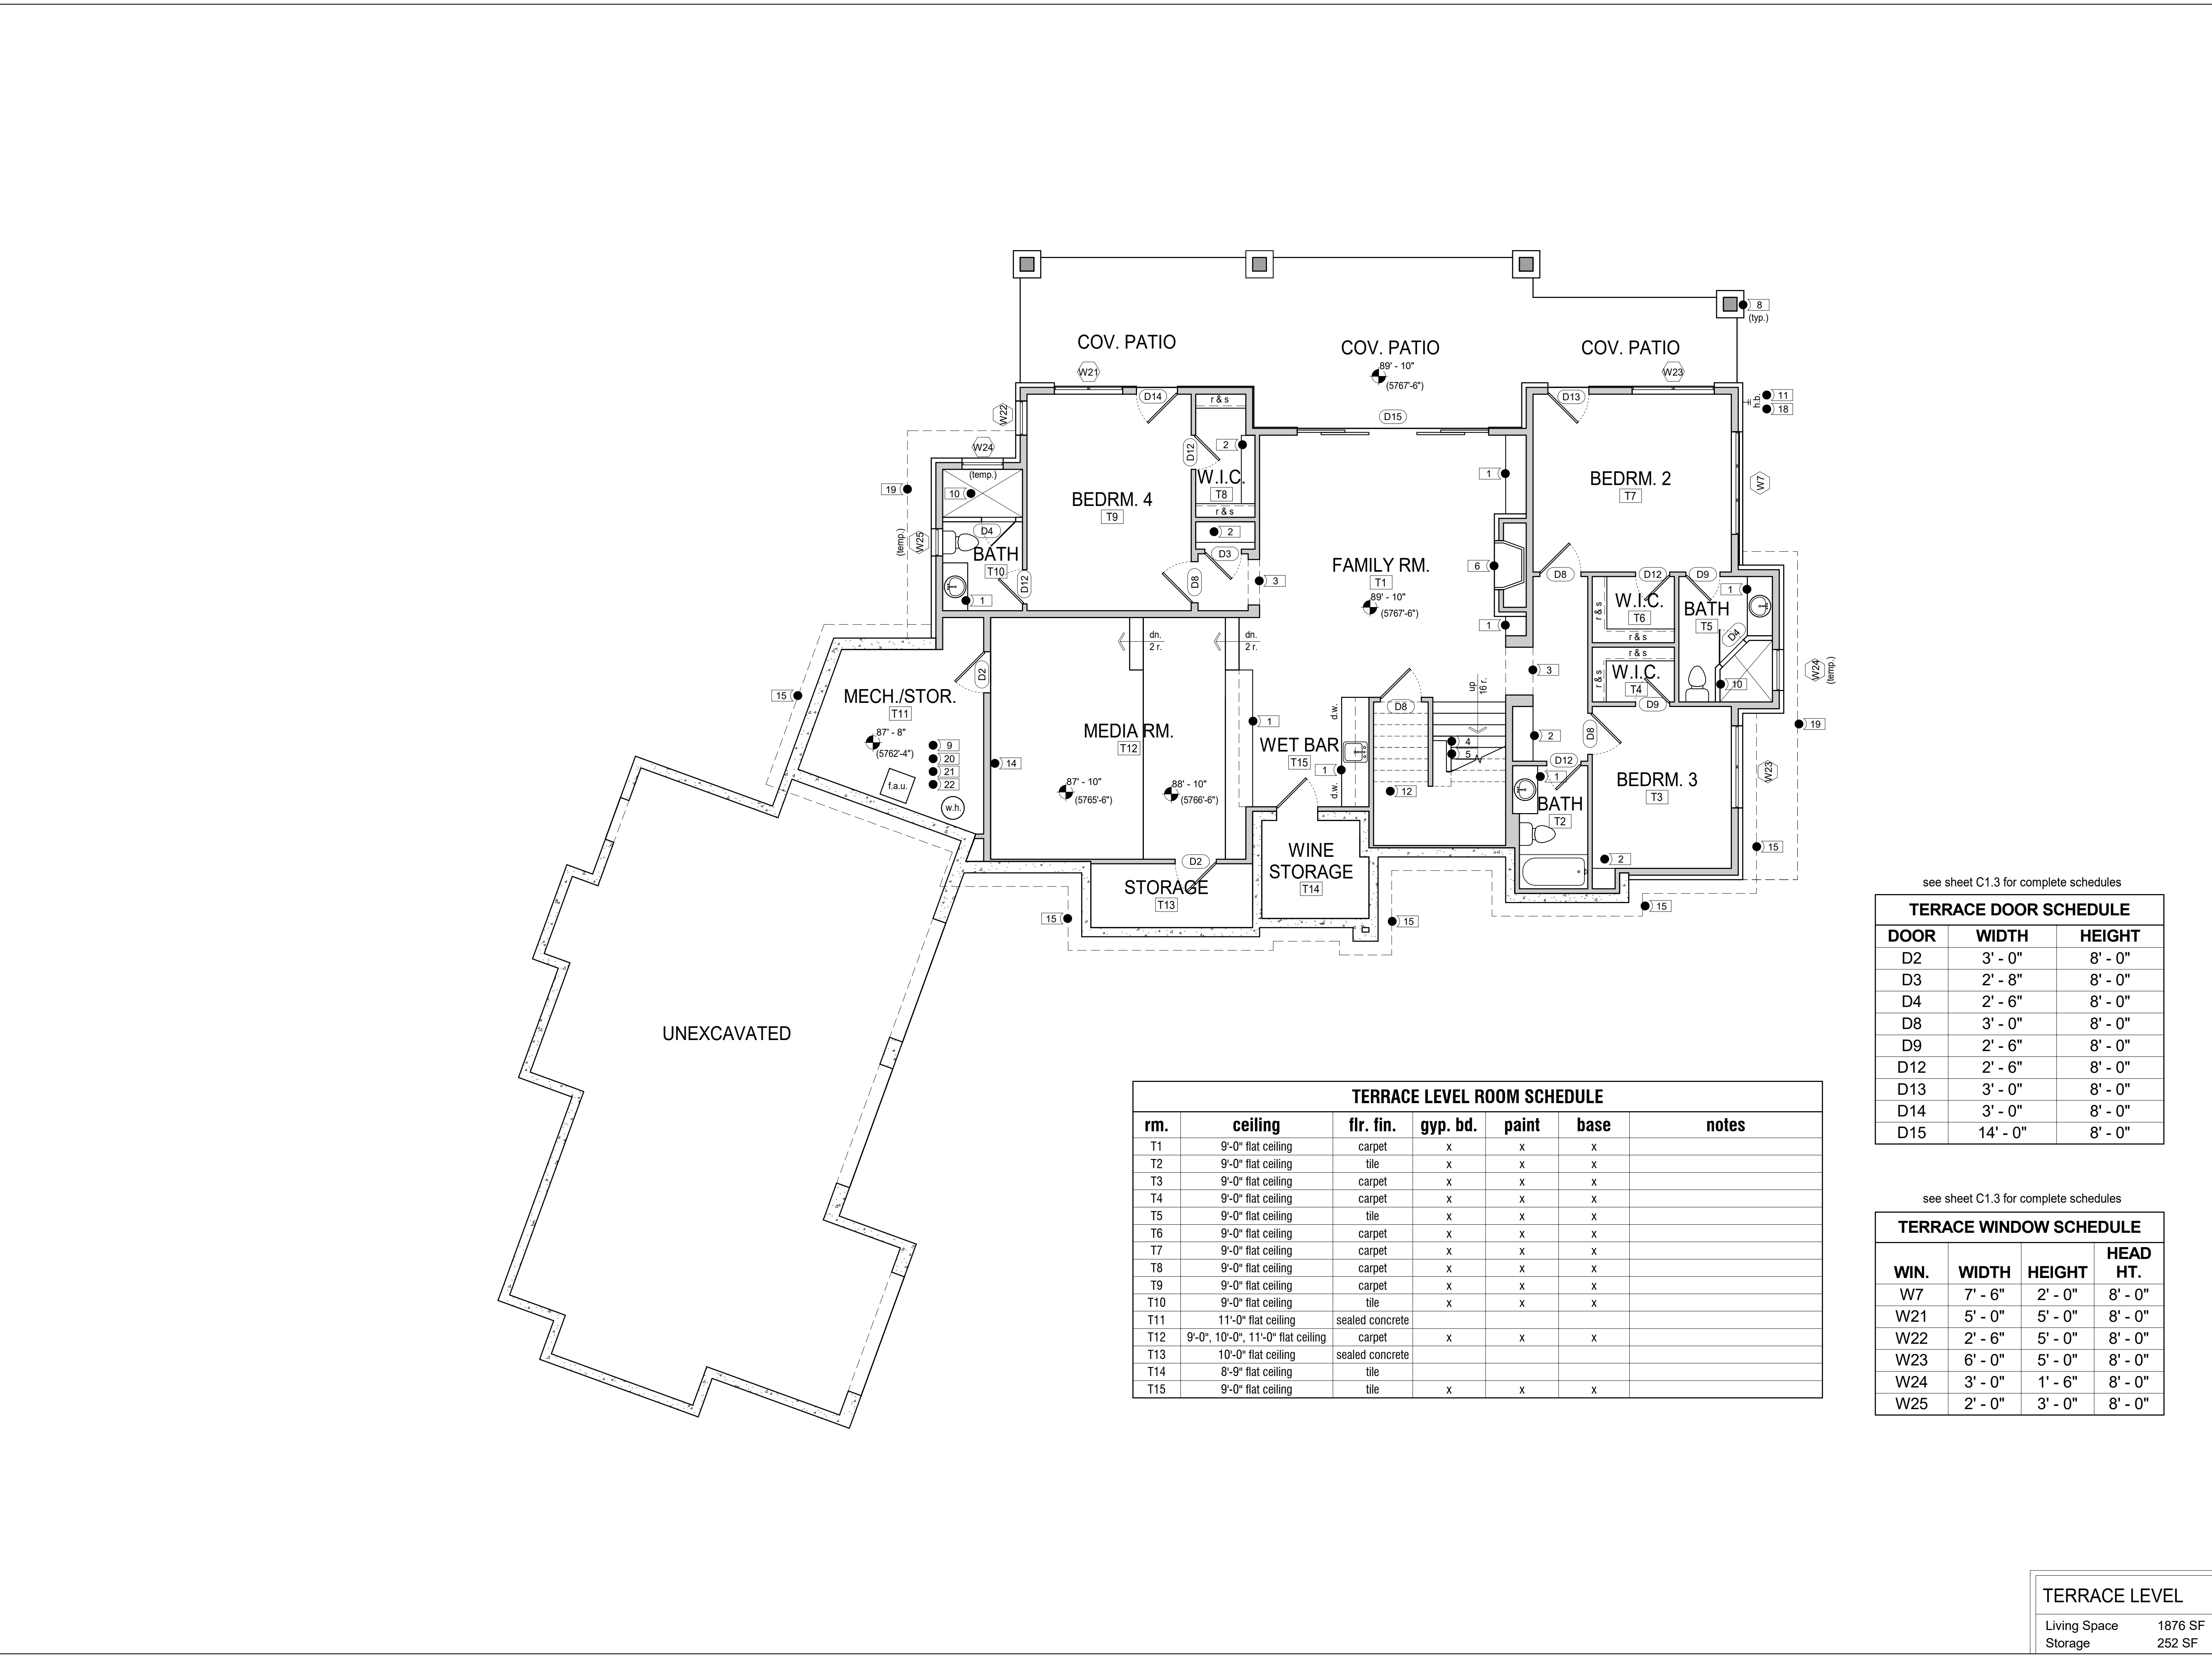 8
(typ.)
COV. PATIO
COV. PATIO
COV. PATIO
89' - 10"
(5767'-6")
W21
W23
D14
D13
D15
r & s
h.b.
11
18
W22
W24
(temp.)
D12
2
W.I.C.
T8
r & s
1
BEDRM. 2
T7
W7
19
10
BEDRM. 4
T9
2
D4
W25
(temp.)
BATH
T10
D3
D8
D12
3
1
FAMILY RM.
T1
89' - 10"
(5767'-6")
6
D8
D12
D9
1
r & s
W.I.C.
T6
r & s
BATH
T5
D4
1
dn.
2 r.
dn.
2 r.
r & s
r & s
W.I.C.
T4
D9
10
W24
(temp.)
3
D2
15
MECH./STOR.
T11
87' - 8"
(5762'-4")
9
20
21
22
f.a.u.
w.h.
14
MEDIA RM.
T12
87' - 10"
(5765'-6")
88' - 10"
(5766'-6")
1
WET BAR
T15
d.w.
1
d.w.
D8
up
16 r.
4
5
12
2
D8
D12
1
BATH
T2
2
BEDRM. 3
T3
W23
19
15
D2
STORAGE
T13
WINE
STORAGE
T14
15
15
15
UNEXCAVATED
see sheet C1.3 for complete schedules
TERRACE DOOR SCHEDULE
DOOR WIDTH HEIGHT
D2 3' - 0" 8' - 0"
D3 2' - 8" 8' - 0"
D4 2' - 6" 8' - 0"
D8 3' - 0" 8' - 0"
D9 2' - 6" 8' - 0"
D12 2' - 6" 8' - 0"
D13 3' - 0" 8' - 0"
D14 3' - 0" 8' - 0"
D15 14' - 0" 8' - 0"
TERRACE LEVEL ROOM SCHEDULE
rm. ceiling flr. fin. gyp. bd. paint base notes
T1 9'-0" flat ceiling carpet x x x
T2 9'-0" flat ceiling tile x x x
T3 9'-0" flat ceiling carpet x x x
T4 9'-0" flat ceiling carpet x x x
T5 9'-0" flat ceiling tile x x x
T6 9'-0" flat ceiling carpet x x x
T7 9'-0" flat ceiling carpet x x x
T8 9'-0" flat ceiling carpet x x x
T9 9'-0" flat ceiling carpet x x x
T10 9'-0" flat ceiling tile x x x
T11 11'-0" flat ceiling sealed concrete
T12 9'-0", 10'-0", 11'-0" flat ceiling carpet x x x
T13 10'-0" flat ceiling sealed concrete
T14 8'-9" flat ceiling tile
T15 9'-0" flat ceiling tile x x x
see sheet C1.3 for complete schedules
TERRACE WINDOW SCHEDULE
WIN. WIDTH HEIGHT HEAD HT.
W7 7' - 6" 2' - 0" 8' - 0"
W21 5' - 0" 5' - 0" 8' - 0"
W22 2' - 6" 5' - 0" 8' - 0"
W23 6' - 0" 5' - 0" 8' - 0"
W24 3' - 0" 1' - 6" 8' - 0"
W25 2' - 0" 3' - 0" 8' - 0"
TERRACE LEVEL
Living Space 1876 SF
Storage 252 SF